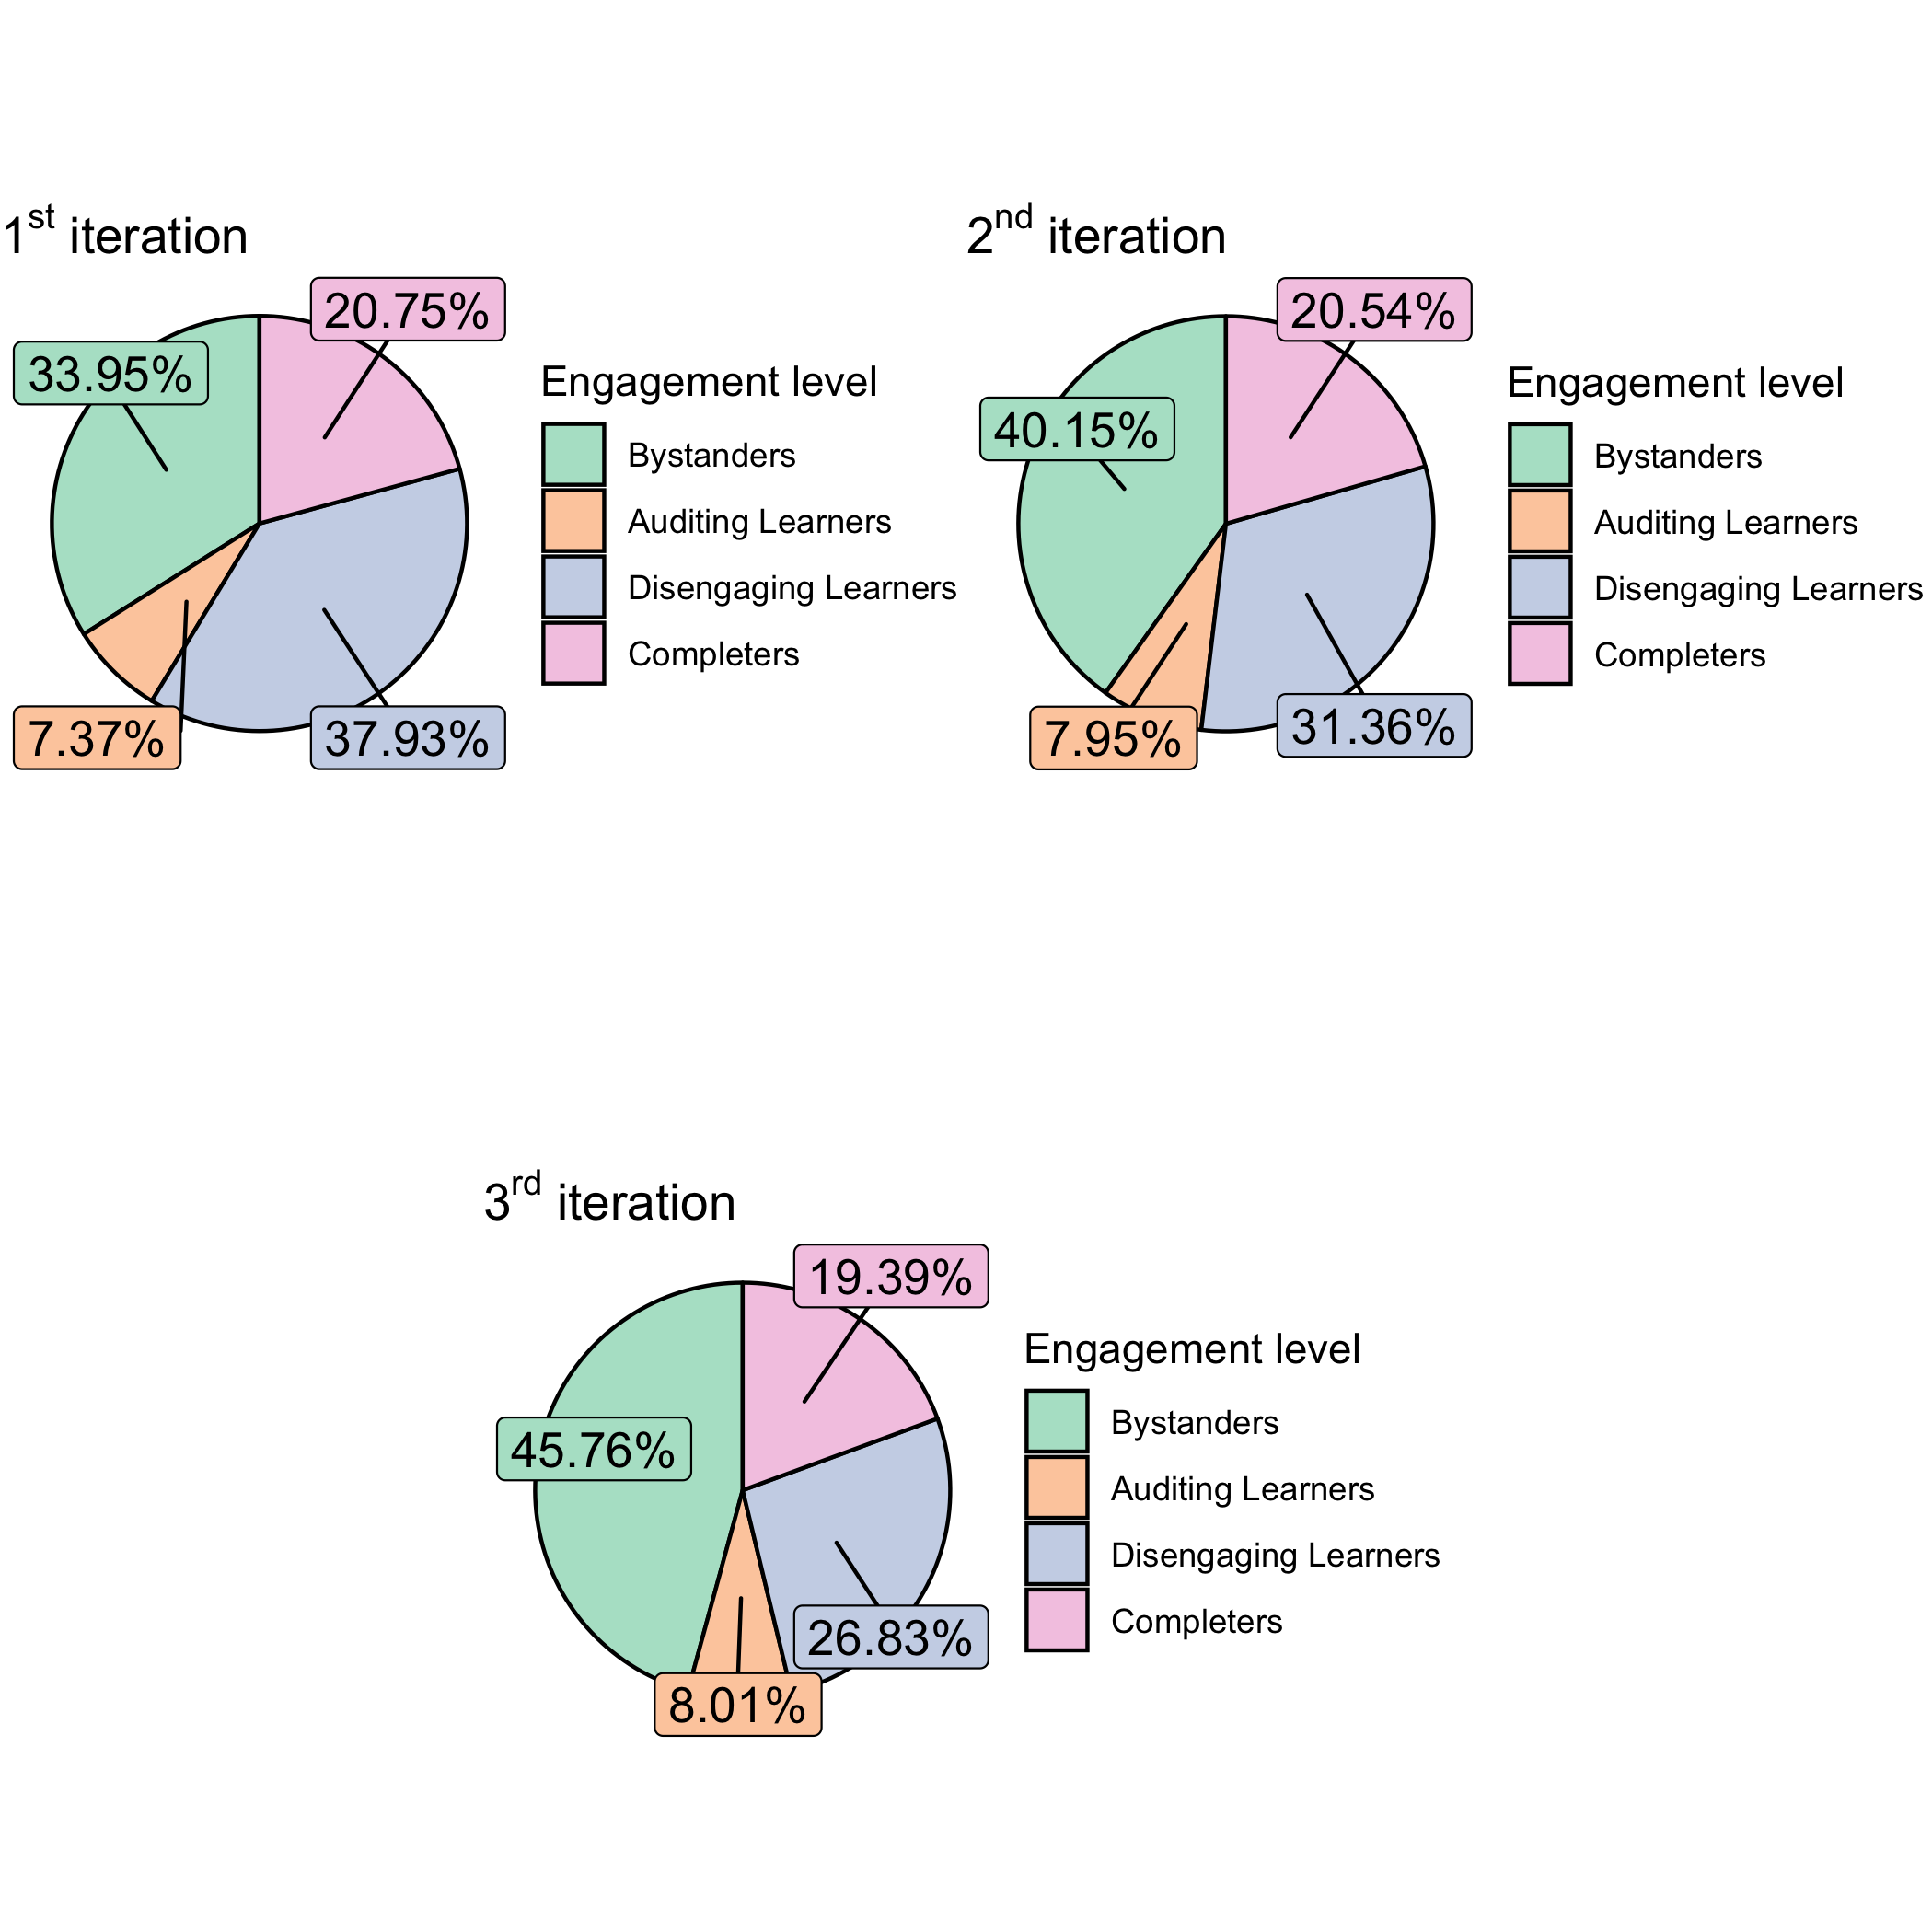 1st iteration
20.75%
33.95%
7.37%
37.93%
Engagement level
Bystanders
Auditing Learners
Disengaging Learners
Completers
2nd iteration
20.54%
40.15%
7.95%
31.36%
Engagement level
Bystanders
Auditing Learners
Disengaging Learners
Completers
3rd iteration
19.39%
45.76%
26.83%
8.01%
Engagement level
Bystanders
Auditing Learners
Disengaging Learners
Completers